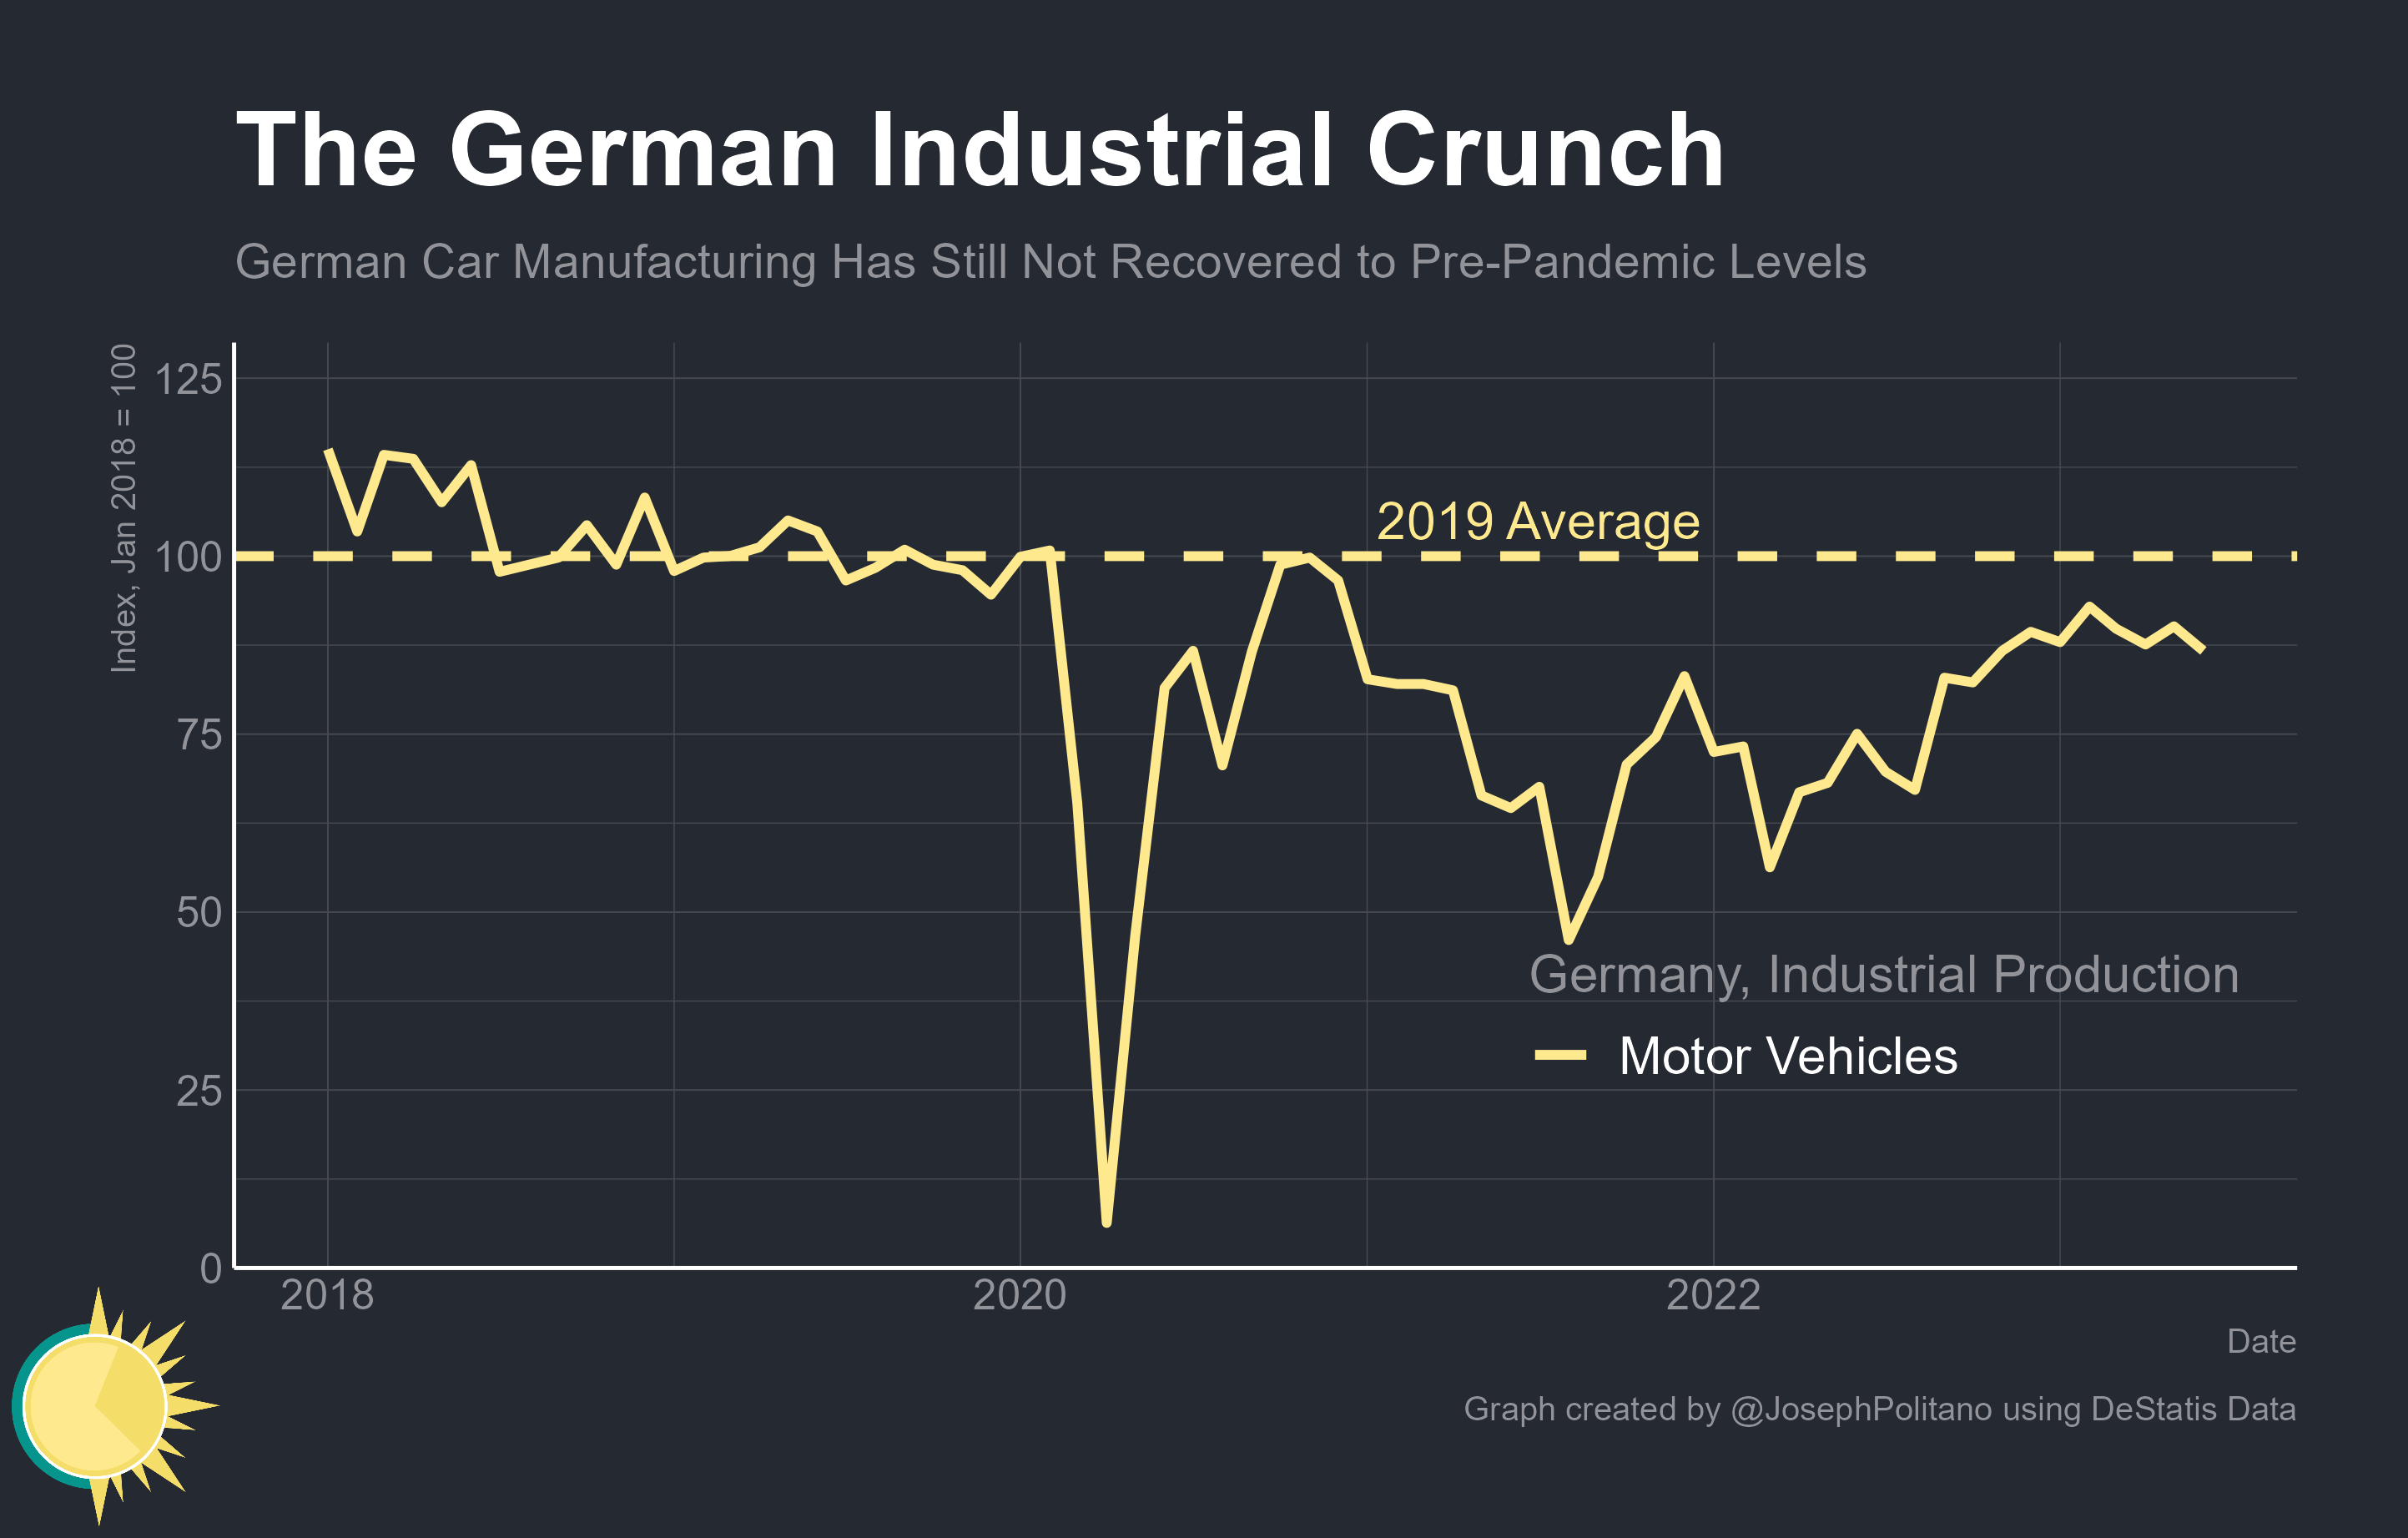 The German Industrial Crunch
German Car Manufacturing Has Still Not Recovered to Pre-Pandemic Levels
Index, Jan 2018 = 100
125
100
75
50
25
0
2019 Average
Germany, Industrial Production
Motor Vehicles
2018
2020
2022
Date
Graph created by @JosephPolitano using DeStatis Data